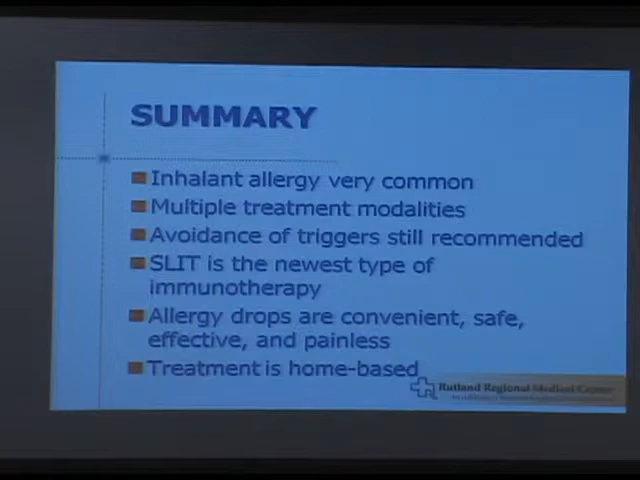 SUMMARY
Inhalant allergy very common
Multiple treatment modalities
Avoidance of triggers still recommended
SLIT is the newest type of
immunotherapy
Allergy drops are convenient, safe,
effective, and painless
Treatment is home-based
Rutland Regional Medical Center